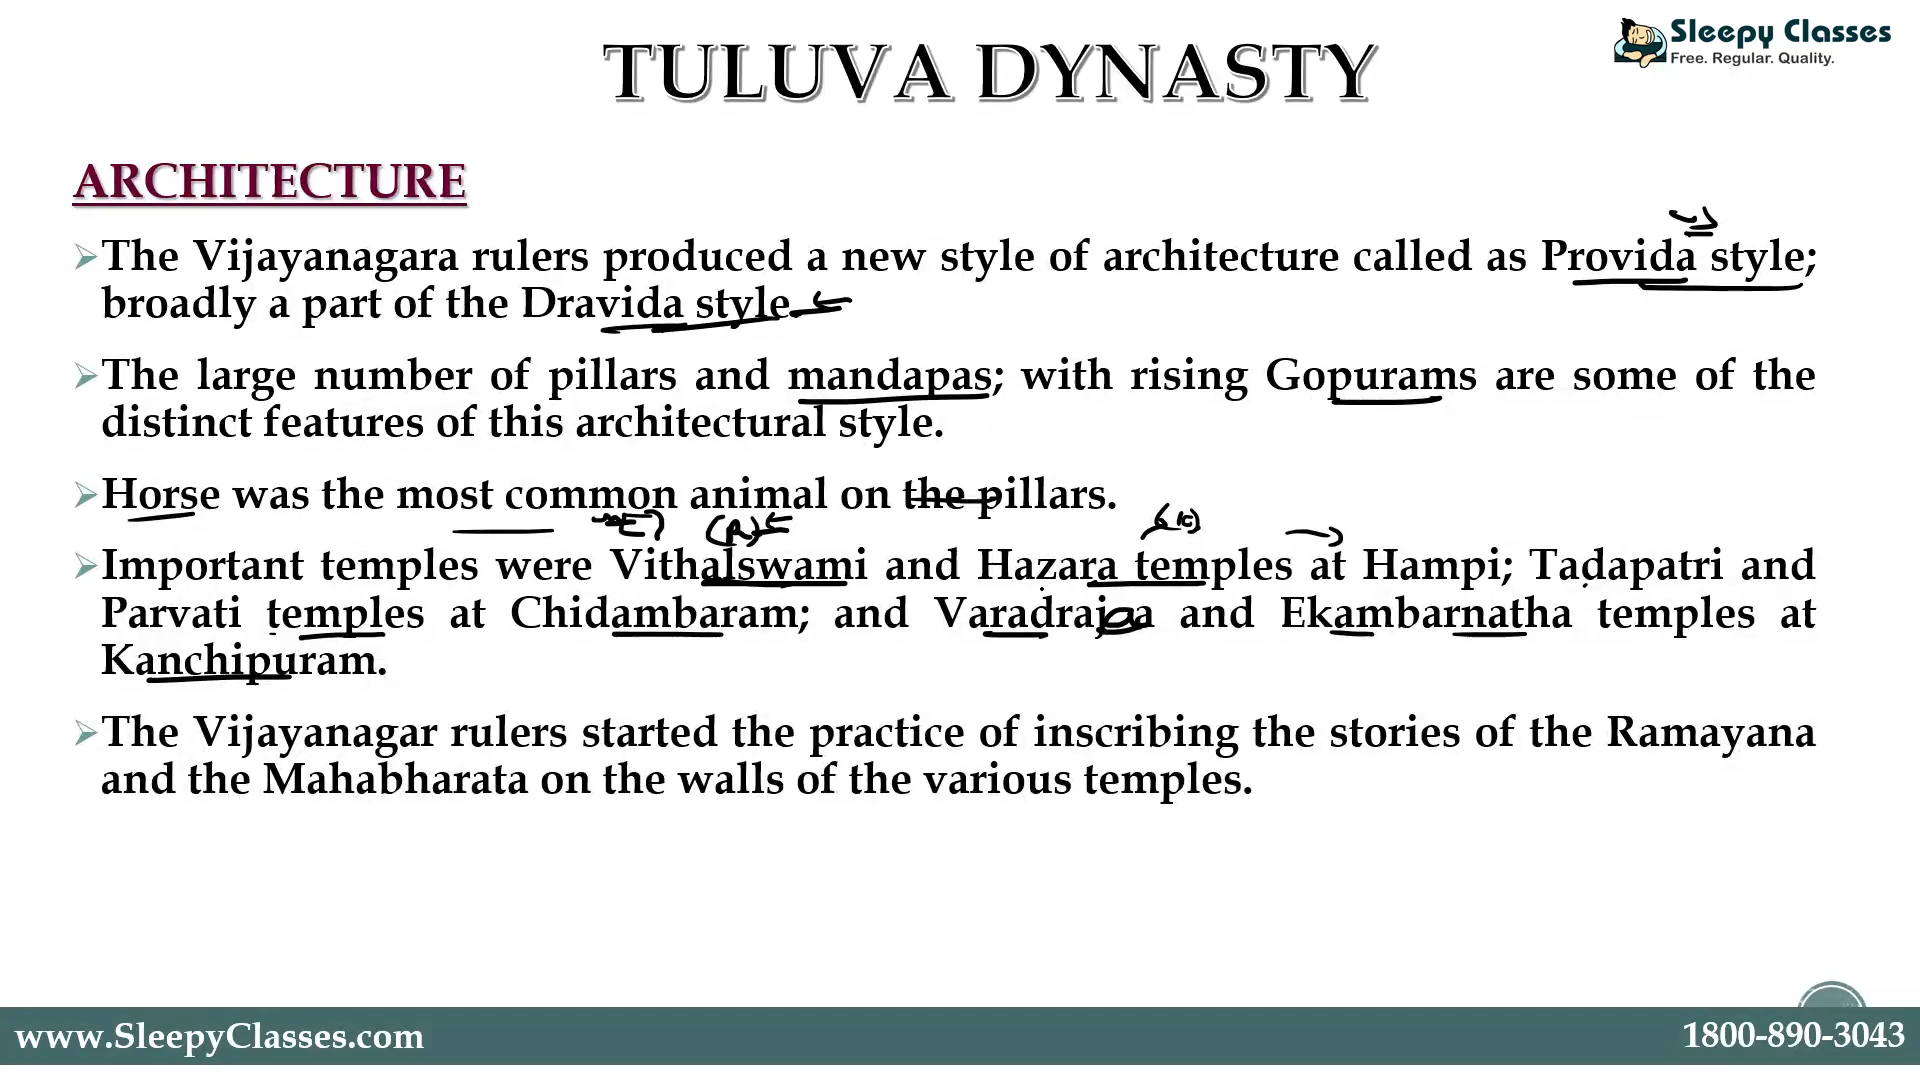 TULUVA DYNASTY
Sleepy Classes
Free. Regular. Quality.
ARCHITECTURE
The Vijayanagara rulers produced a new style of architecture called as Provida style;
broadly a part of the Dravida style.
The large number of pillars and mandapas; with rising Gopurams are some of the
distinct features of this architectural style.
Horse was the most common animal on the pillars.
Important temples were Vithalswami and Hazara temples at Hampi; Tadapatri and
Parvati temples at Chidambaram; and Varadraja and Ekambarnatha temples at
Kanchipuram.
The Vijayanagar rulers started the practice of inscribing the stories of the Ramayana
and the Mahabharata on the walls of the various temples.
www.SleepyClasses.com
1800-890-3043